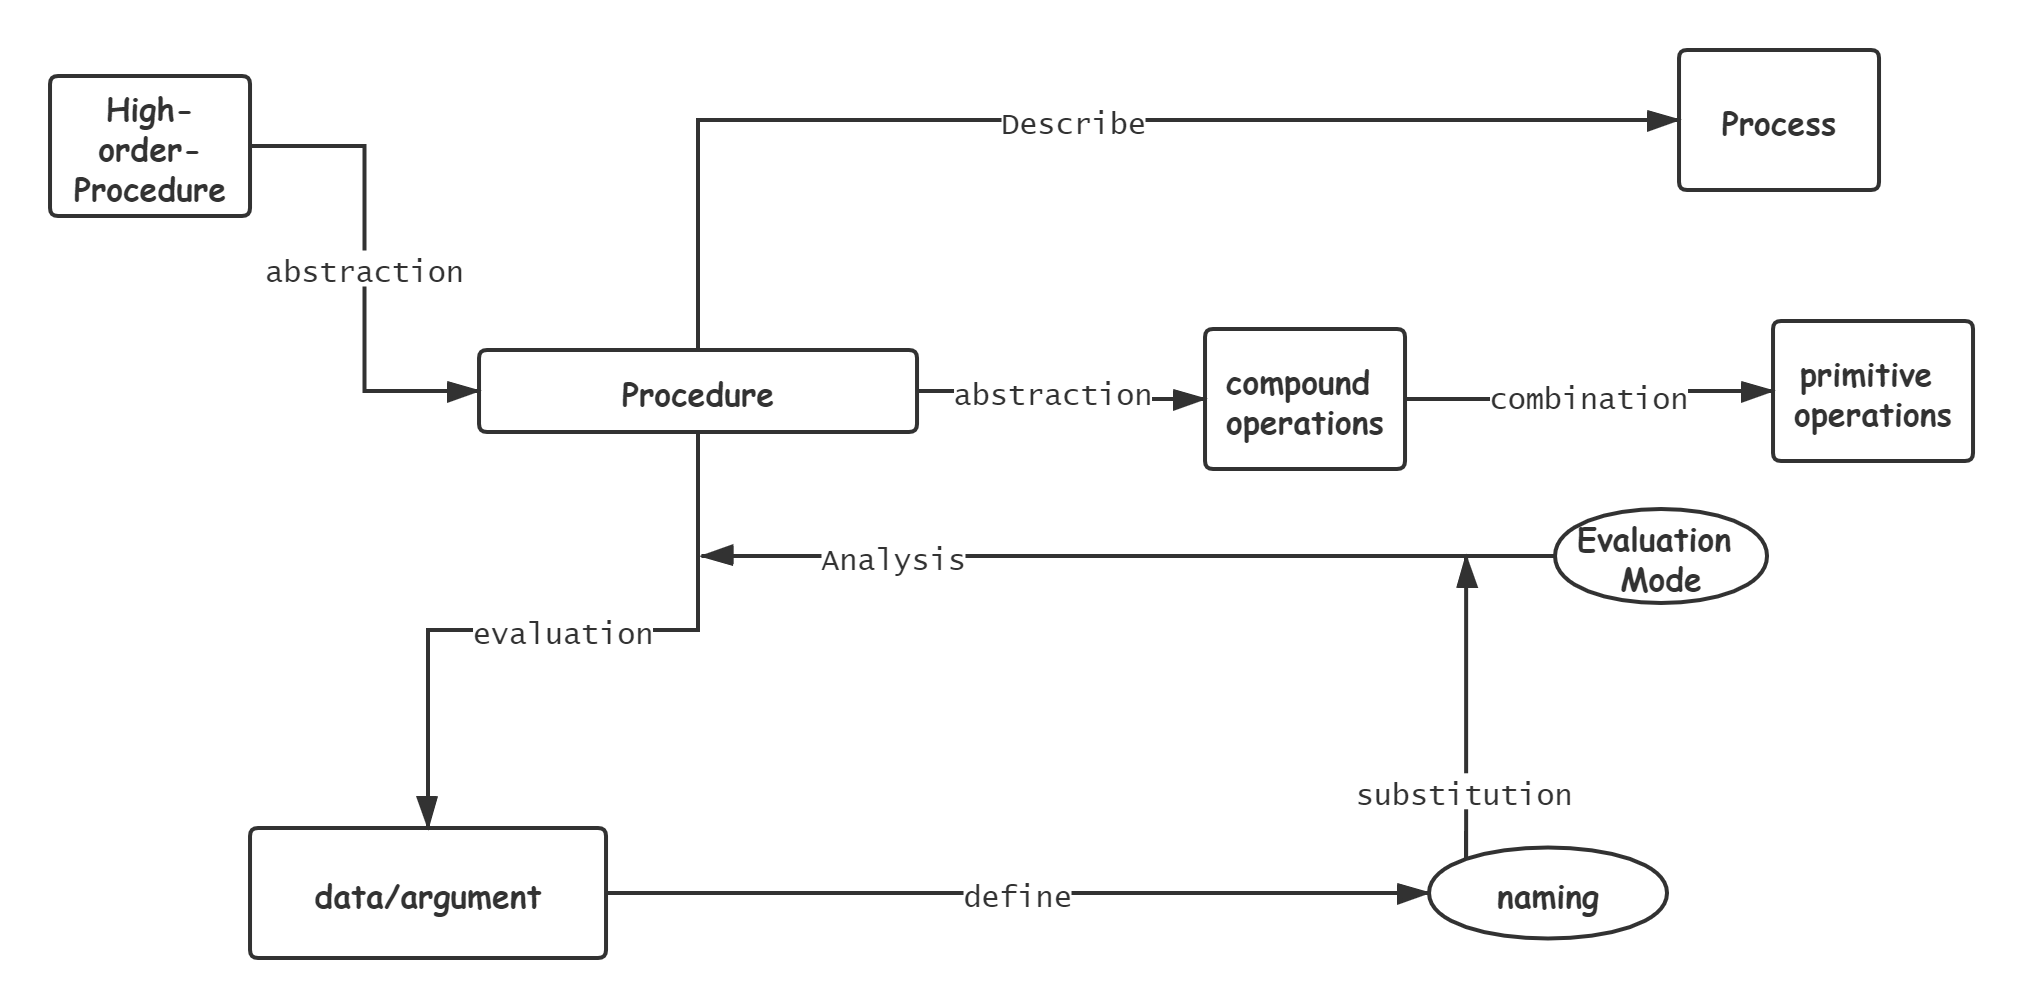 High-
order-
Procedure
Describe
Process
abstraction
Procedure
abstraction
compound
operations
combination
primitive
operations
Evaluation
Mode
Analysis
evaluation
substitution
data/argument
define
naming